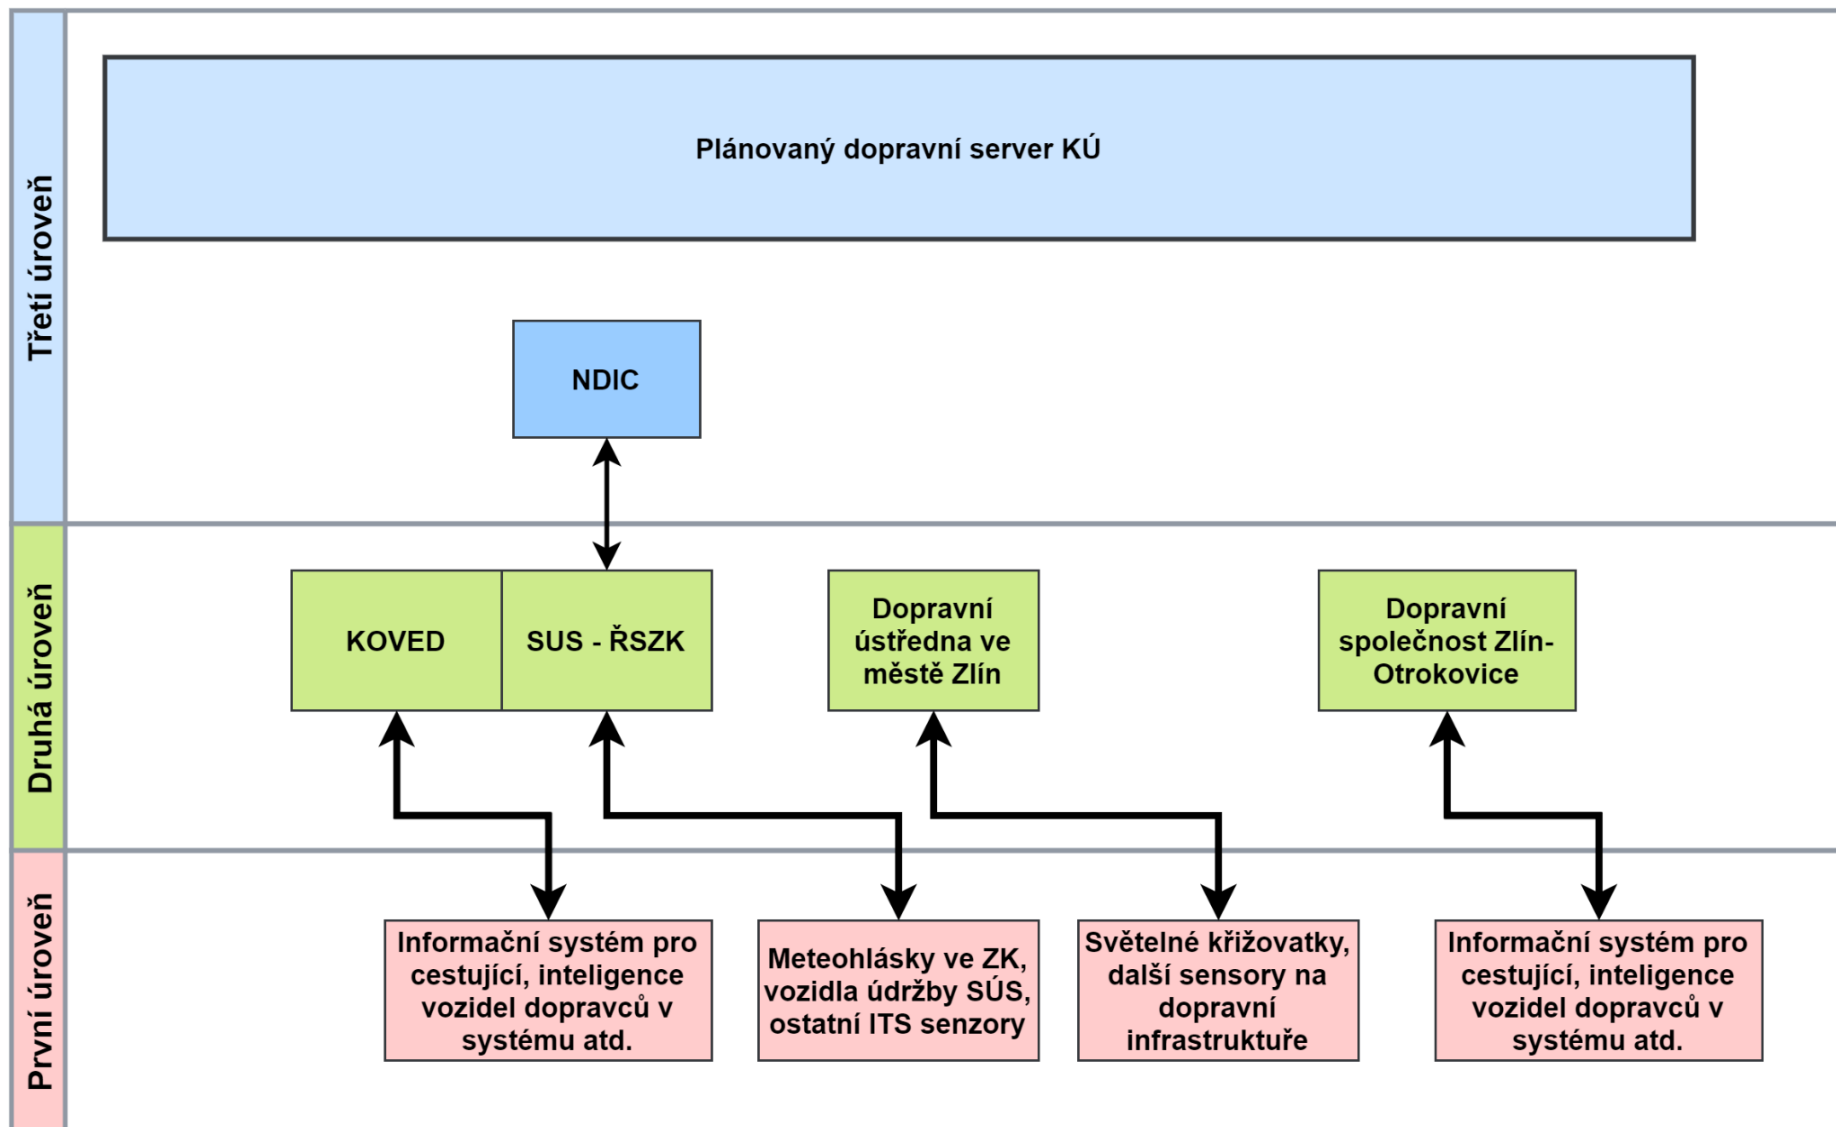 Třetí úroveň
Plánovaný dopravní server KÚ
NDIC
Druhá úroveň
KOVED
SUS - ŘSZK
Dopravní
ústředna ve
městě Zlín
Dopravní
společnost Zlín-
Otrokovice
První úroveň
Informační systém pro
cestující, inteligence
vozidel dopravců v
systému atd.
Meteohlásky ve ZK,
vozidla údržby SÚS,
ostatní ITS senzory
Světelné křižovatky,
další sensory na
dopravní
infrastruktuře
Informační systém pro
cestující, inteligence
vozidel dopravců v
systému atd.